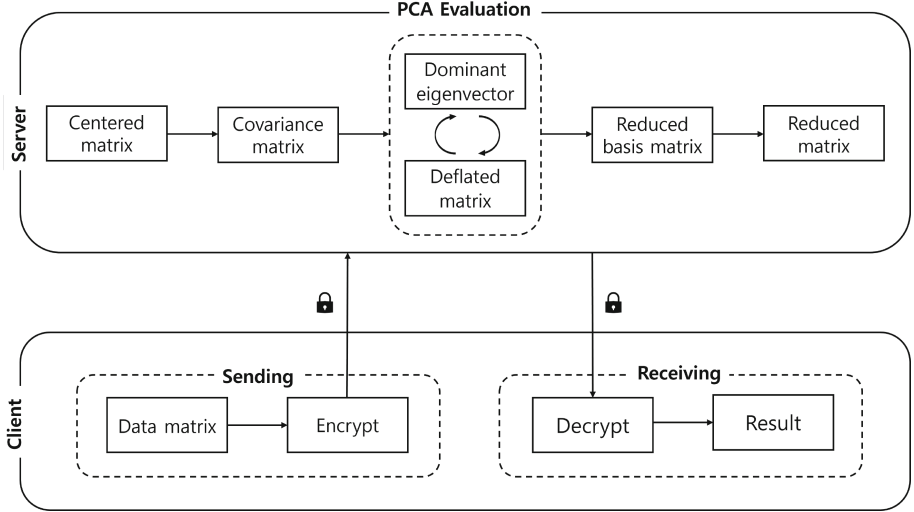 PCA Evaluation
Server
Centered
matrix
Covariance
matrix
Dominant
eigenvector
Deflated
matrix
Reduced
basis matrix
Reduced
matrix
Client
Sending
Data matrix
Encrypt
Receiving
Decrypt
Result